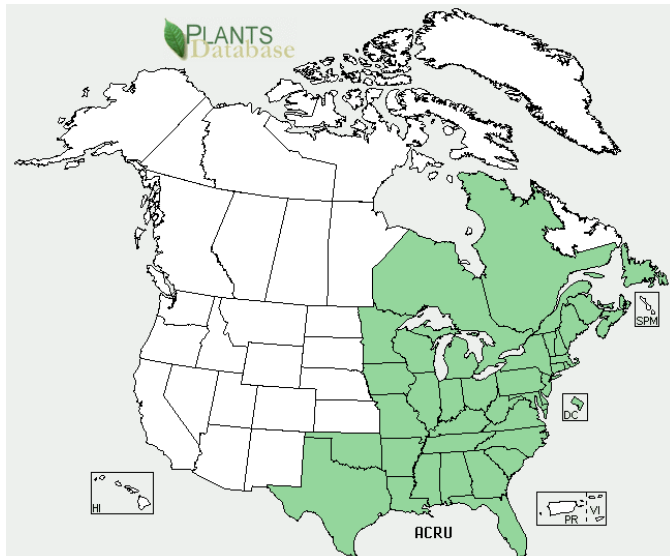 PLANTS
Database
SPM
DC
HI
PR
VI
ACRU